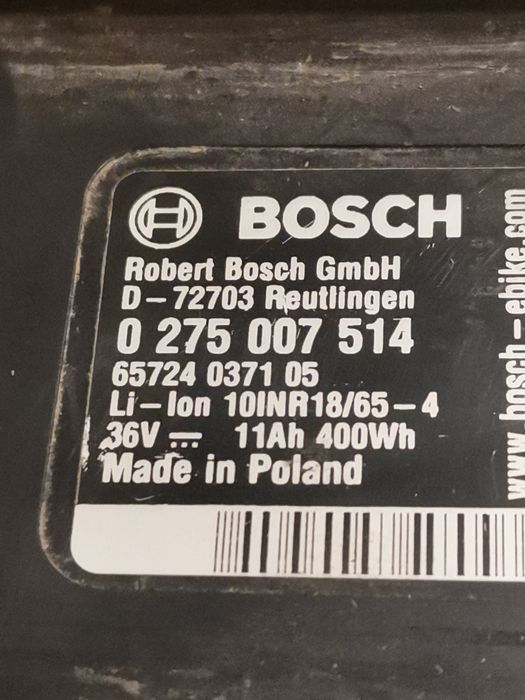 BOSCH
Robert Bosch GmbH
D-72703 Reutlingen
0 275 007 514
65724 0371 05
Li-Ion 10INR18/65-4
36V ⎓ 11Ah 400Wh
Made in Poland
www.bosch-ebike.com